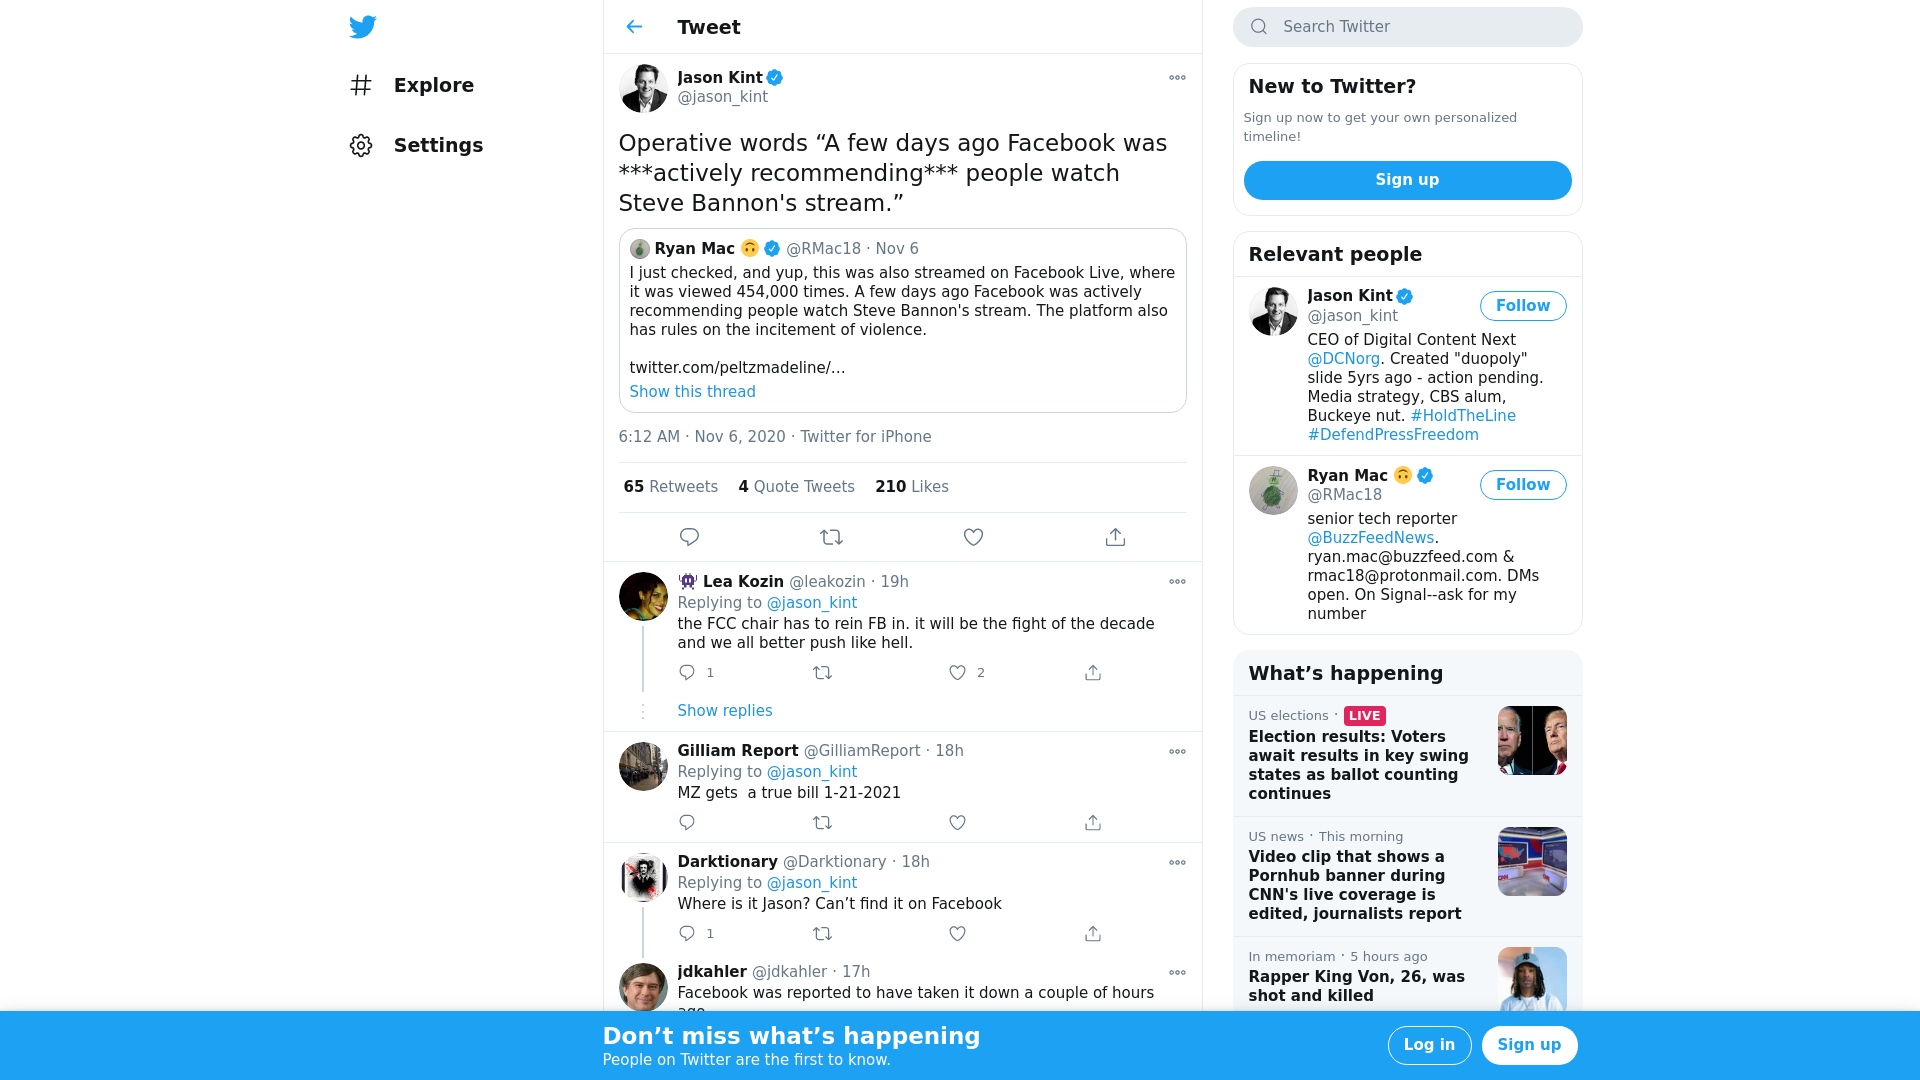 Explore
Settings
Tweet
Jason Kint
@jason_kint
Operative words “A few days ago Facebook was
***actively recommending*** people watch
Steve Bannon's stream.”
Ryan Mac 🙃 @RMac18 · Nov 6
I just checked, and yup, this was also streamed on Facebook Live, where
it was viewed 454,000 times. A few days ago Facebook was actively
recommending people watch Steve Bannon's stream. The platform also
has rules on the incitement of violence.
twitter.com/peltzmadeline/…
Show this thread
6:12 AM · Nov 6, 2020 · Twitter for iPhone
65 Retweets 4 Quote Tweets 210 Likes
👾 Lea Kozin @leakozin · 19h
Replying to @jason_kint
the FCC chair has to rein FB in. it will be the fight of the decade
and we all better push like hell.
1 2
Show replies
Gilliam Report @GilliamReport · 18h
Replying to @jason_kint
MZ gets  a true bill 1-21-2021
Darktionary @Darktionary · 18h
Replying to @jason_kint
Where is it Jason? Can’t find it on Facebook
1
jdkahler @jdkahler · 17h
Facebook was reported to have taken it down a couple of hours
ago
Search Twitter
New to Twitter?
Sign up now to get your own personalized
timeline!
Sign up
Relevant people
Jason Kint
@jason_kint
Follow
CEO of Digital Content Next
@DCNorg. Created "duopoly"
slide 5yrs ago - action pending.
Media strategy, CBS alum,
Buckeye nut. #HoldTheLine
#DefendPressFreedom
Ryan Mac 🙃
@RMac18
Follow
senior tech reporter
@BuzzFeedNews.
ryan.mac@buzzfeed.com &
rmac18@protonmail.com. DMs
open. On Signal--ask for my
number
What’s happening
US elections · LIVE
Election results: Voters
await results in key swing
states as ballot counting
continues
US news · This morning
Video clip that shows a
Pornhub banner during
CNN's live coverage is
edited, journalists report
In memoriam · 5 hours ago
Rapper King Von, 26, was
shot and killed
Don’t miss what’s happening
People on Twitter are the first to know.
Log in
Sign up